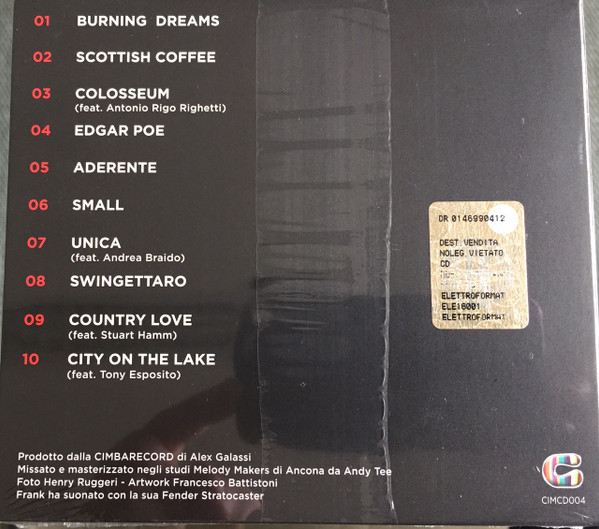 01 BURNING DREAMS
02 SCOTTISH COFFEE
03 COLOSSEUM
(feat. Antonio Rigo Righetti)
04 EDGAR POE
05 ADERENTE
06 SMALL
07 UNICA
(feat. Andrea Braido)
08 SWINGETTARO
09 COUNTRY LOVE
(feat. Stuart Hamm)
10 CITY ON THE LAKE
(feat. Tony Esposito)
DR 0146990412
DEST.VENDITA
NOLEG.VIETATO
CD
ELETTROFORMAT
ELE16001
ELETTROFORMAT
Prodotto dalla CIMBARECORD di Alex Galassi
Missato e masterizzato negli studi Melody Makers di Ancona da Andy Tee
Foto Henry Ruggeri - Artwork Francesco Battistoni
Frank ha suonato con la sua Fender Stratocaster
CIMCD004